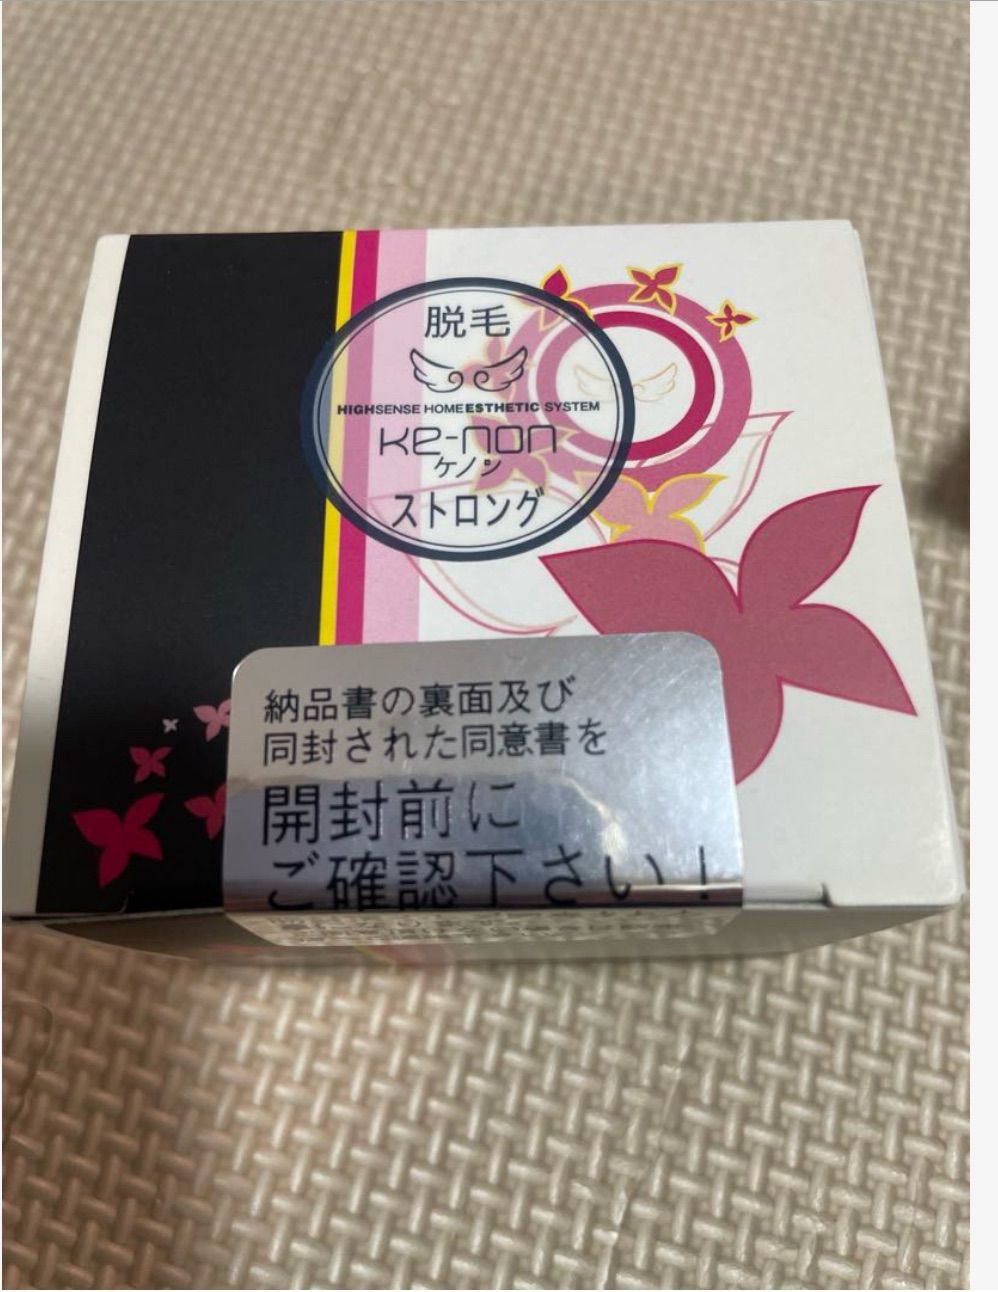 脱毛
HIGHSENSE HOME ESTHETIC SYSTEM
Ke-non
ケノン
ストロング
納品書の裏面及び
同封された同意書を
開封前に
ご確認下さい!